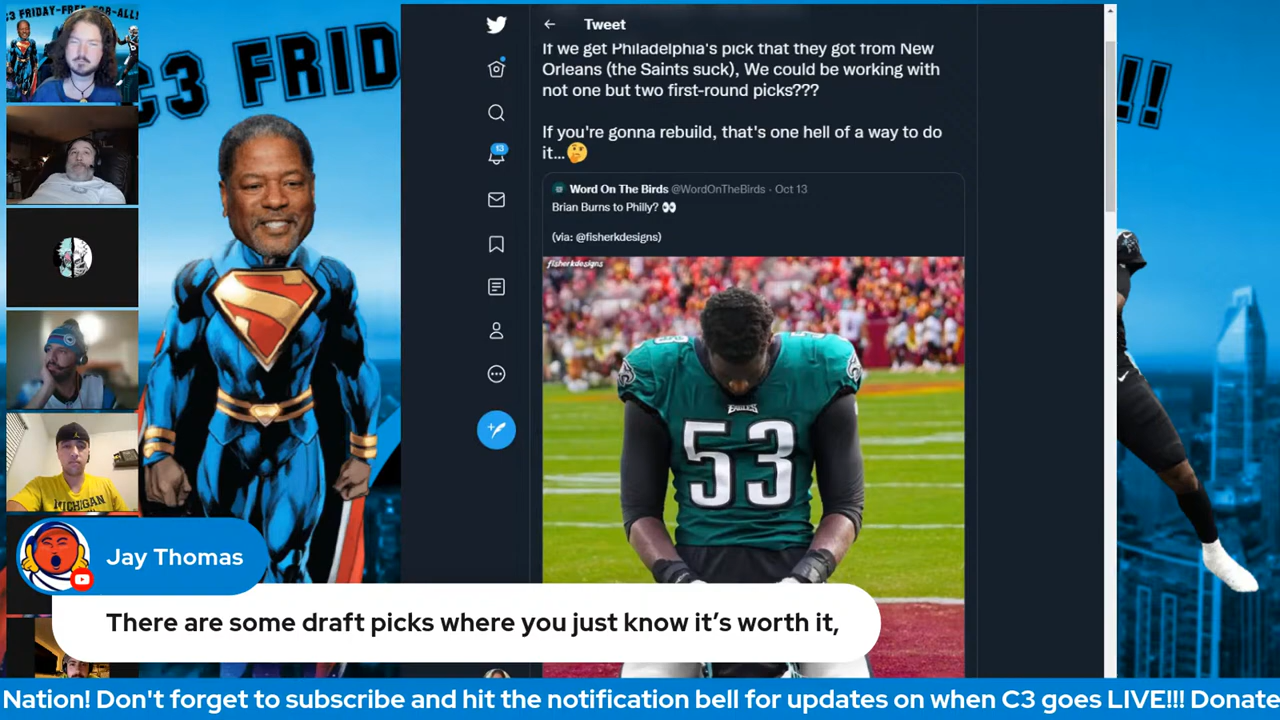 C3 FRIDAY-FREE-FOR-ALL!
C3 FRID
!!
Tweet
If we get Philadelphia's pick that they got from New
Orleans (the Saints suck), We could be working with
not one but two first-round picks???
If you're gonna rebuild, that's one hell of a way to do
it...🤔
13
Word On The Birds @WordOnTheBirds · Oct 13
Brian Burns to Philly? 👀
(via: @fisherkdesigns)
fisherkdesigns
EAGLES
53
MICHIGAN
Jay Thomas
There are some draft picks where you just know it's worth it,
Nation! Don't forget to subscribe and hit the notification bell for updates on when C3 goes LIVE!!! Donate